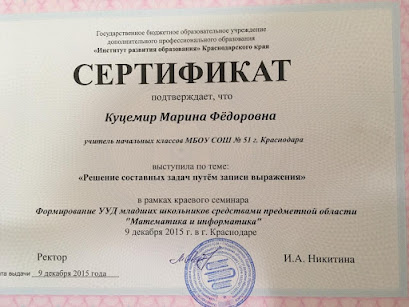 Государственное бюджетное образовательное учреждение
дополнительного профессионального образования
«Институт развития образования» Краснодарского края
СЕРТИФИКАТ
подтверждает, что
Куцемир Марина Фёдоровна
учитель начальных классов МБОУ СОШ № 51 г. Краснодара
выступила по теме:
«Решение составных задач путём записи выражения»
в рамках краевого семинара
Формирование УУД младших школьников средствами предметной области
"Математика и информатика"
9 декабря 2015 г. в г. Краснодаре
Ректор И.А. Никитина
выдачи 9 декабря 2015 года